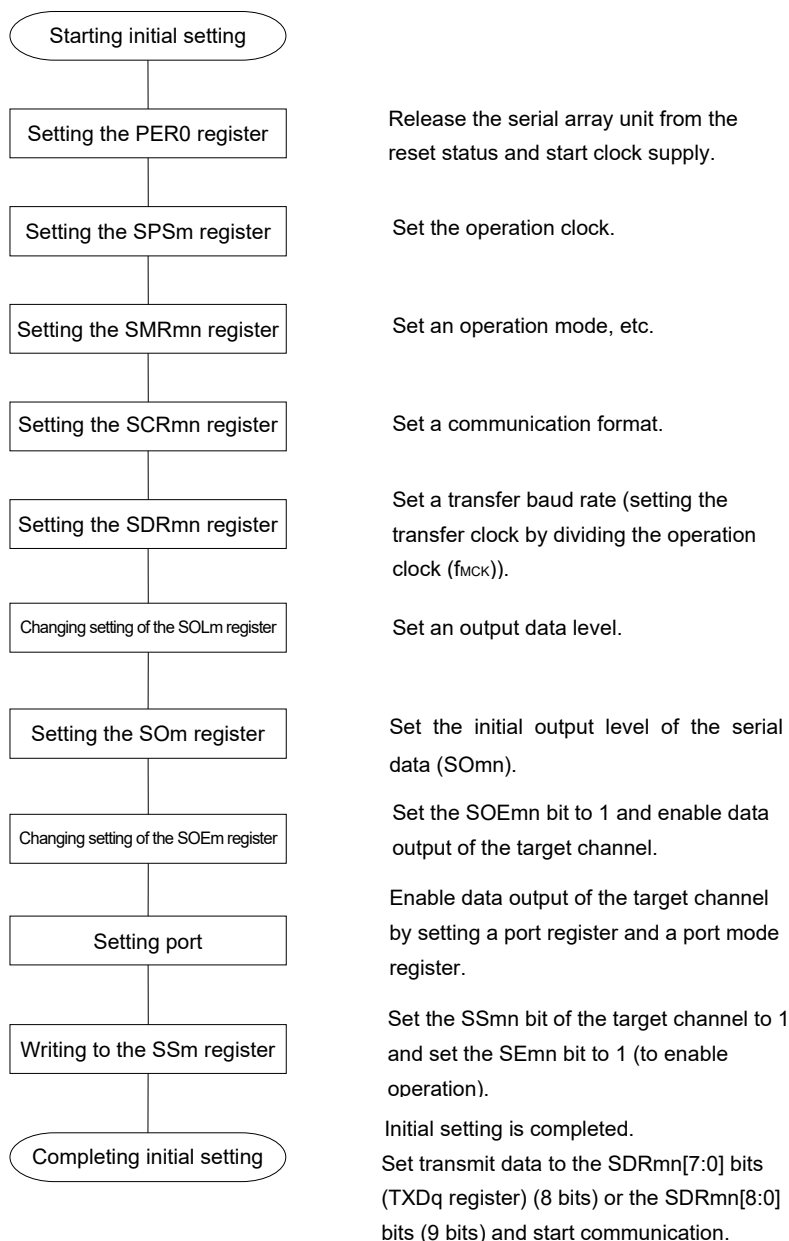 Starting initial setting
Setting the PER0 register
Release the serial array unit from the
reset status and start clock supply.
Setting the SPSm register
Set the operation clock.
Setting the SMRmn register
Set an operation mode, etc.
Setting the SCRmn register
Set a communication format.
Setting the SDRmn register
Set a transfer baud rate (setting the
transfer clock by dividing the operation
clock (fMCK)).
Changing setting of the SOLm register
Set an output data level.
Setting the SOm register
Set the initial output level of the serial
data (SOmn).
Changing setting of the SOEm register
Set the SOEmn bit to 1 and enable data
output of the target channel.
Setting port
Enable data output of the target channel
by setting a port register and a port mode
register.
Writing to the SSm register
Set the SSmn bit of the target channel to 1
and set the SEmn bit to 1 (to enable
operation).
Completing initial setting
Initial setting is completed.
Set transmit data to the SDRmn[7:0] bits
(TXDq register) (8 bits) or the SDRmn[8:0]
bits (9 bits) and start communication.